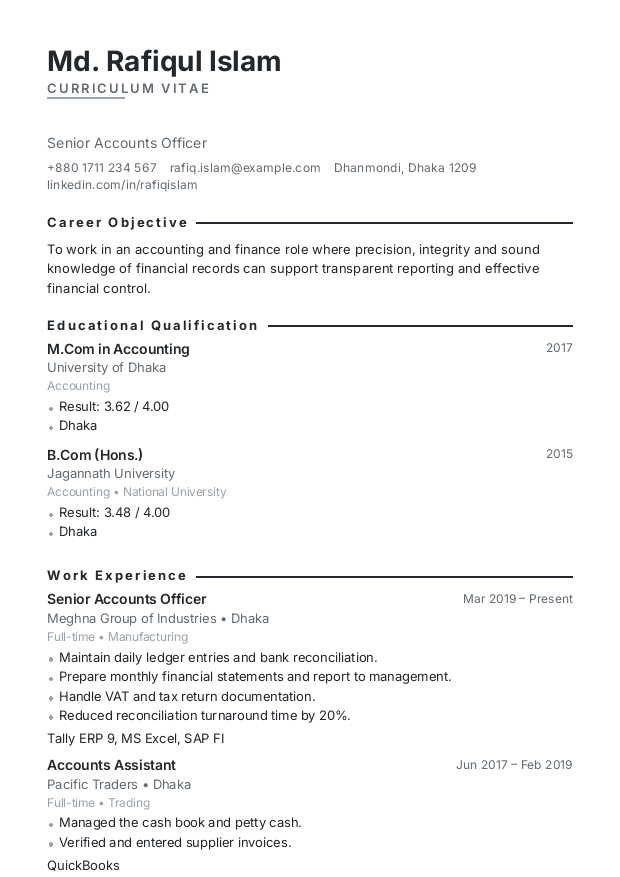 Md. Rafiqul Islam
CURRICULUM VITAE
Senior Accounts Officer
+880 1711 234 567 rafiq.islam@example.com Dhanmondi, Dhaka 1209
linkedin.com/in/rafiqislam
Career Objective
To work in an accounting and finance role where precision, integrity and sound
knowledge of financial records can support transparent reporting and effective
financial control.
Educational Qualification
M.Com in Accounting 2017
University of Dhaka
Accounting
• Result: 3.62 / 4.00
• Dhaka
B.Com (Hons.) 2015
Jagannath University
Accounting • National University
• Result: 3.48 / 4.00
• Dhaka
Work Experience
Senior Accounts Officer Mar 2019 – Present
Meghna Group of Industries • Dhaka
Full-time • Manufacturing
• Maintain daily ledger entries and bank reconciliation.
• Prepare monthly financial statements and report to management.
• Handle VAT and tax return documentation.
• Reduced reconciliation turnaround time by 20%.
Tally ERP 9, MS Excel, SAP FI
Accounts Assistant Jun 2017 – Feb 2019
Pacific Traders • Dhaka
Full-time • Trading
• Managed the cash book and petty cash.
• Verified and entered supplier invoices.
QuickBooks